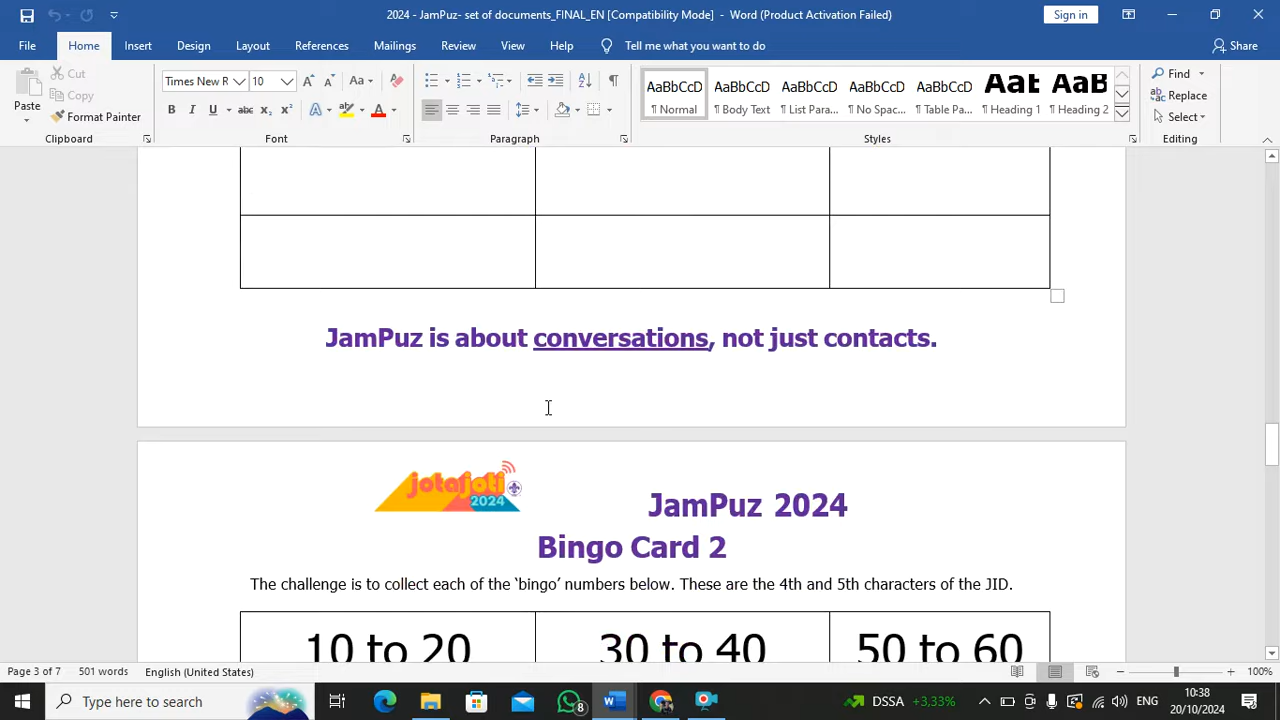 2024 - JamPuz- set of documents_FINAL_EN [Compatibility Mode] - Word (Product Activation Failed)
Sign in
File Home Insert Design Layout References Mailings Review View Help Tell me what you want to do Share
Paste
Cut
Copy
Format Painter
Times New R 10
Aa
AaBbCcD AaBbCcD AaBbCcD AaBbCcD AaBbCcD AaB AaB
¶ Normal ¶ Body Text ¶ List Para... ¶ No Spac... ¶ Table Pa... ¶ Heading 1 ¶ Heading 2
Find
Replace
Select
Clipboard Font Paragraph Styles Editing
JamPuz is about conversations, not just contacts.
jotajoti
2024
JamPuz 2024
Bingo Card 2
The challenge is to collect each of the ‘bingo’ numbers below. These are the 4th and 5th characters of the JID.
10 to 20 30 to 40 50 to 60
Page 3 of 7 501 words English (United States) 100%
Type here to search
8
DSSA +3,33%
ENG
10:38
20/10/2024